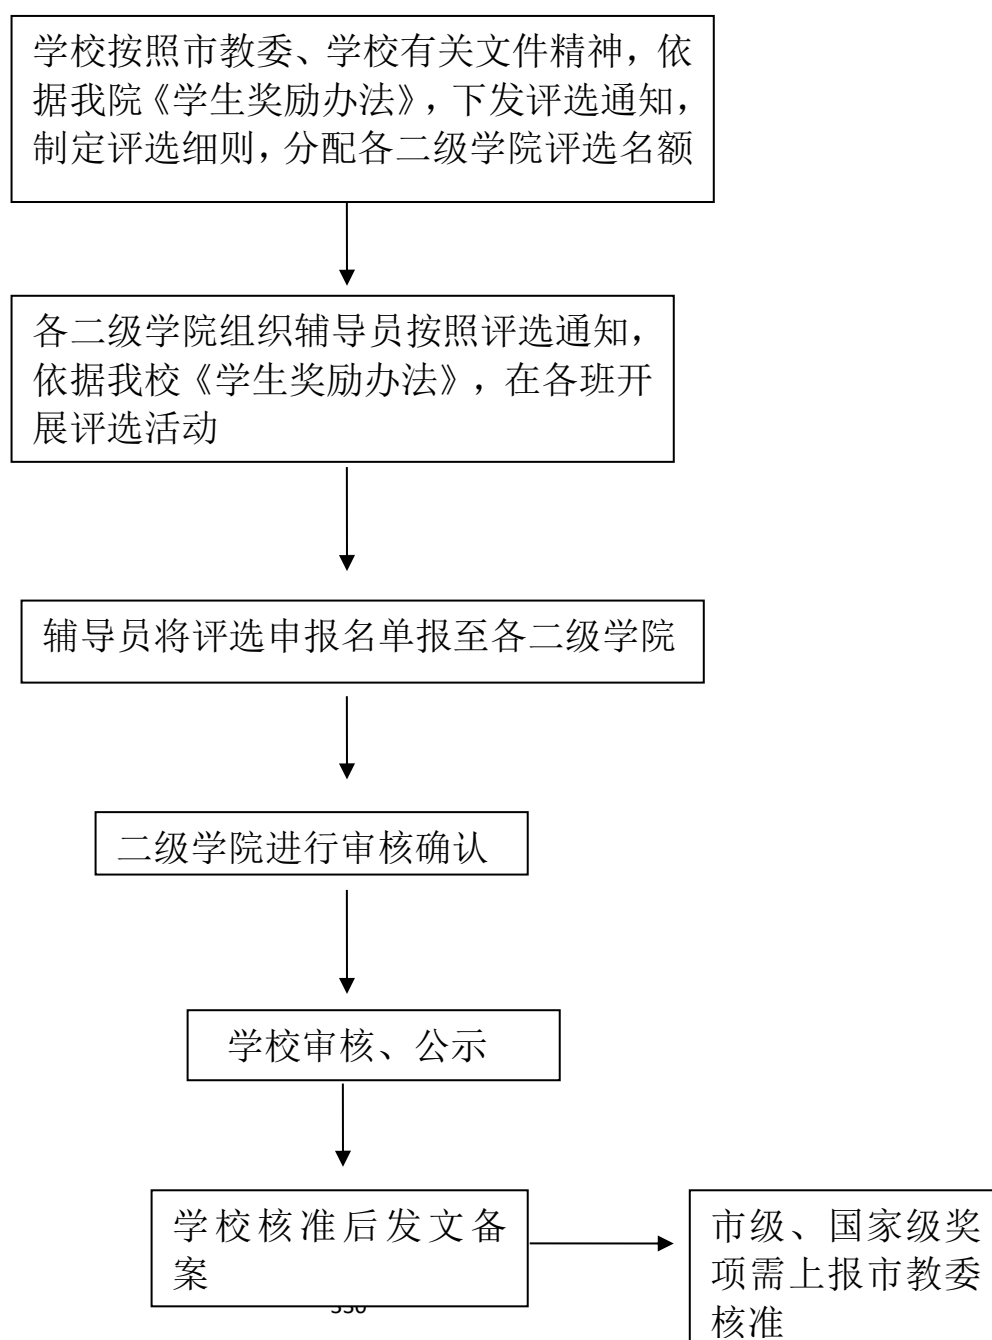 学校按照市教委、学校有关文件精神，依
据我院《学生奖励办法》，下发评选通知，
制定评选细则，分配各二级学院评选名额
各二级学院组织辅导员按照评选通知，
依据我校《学生奖励办法》，在各班开
展评选活动
辅导员将评选申报名单报至各二级学院
二级学院进行审核确认
学校审核、公示
学校核准后发文备
案
市级、国家级奖
项需上报市教委
核准